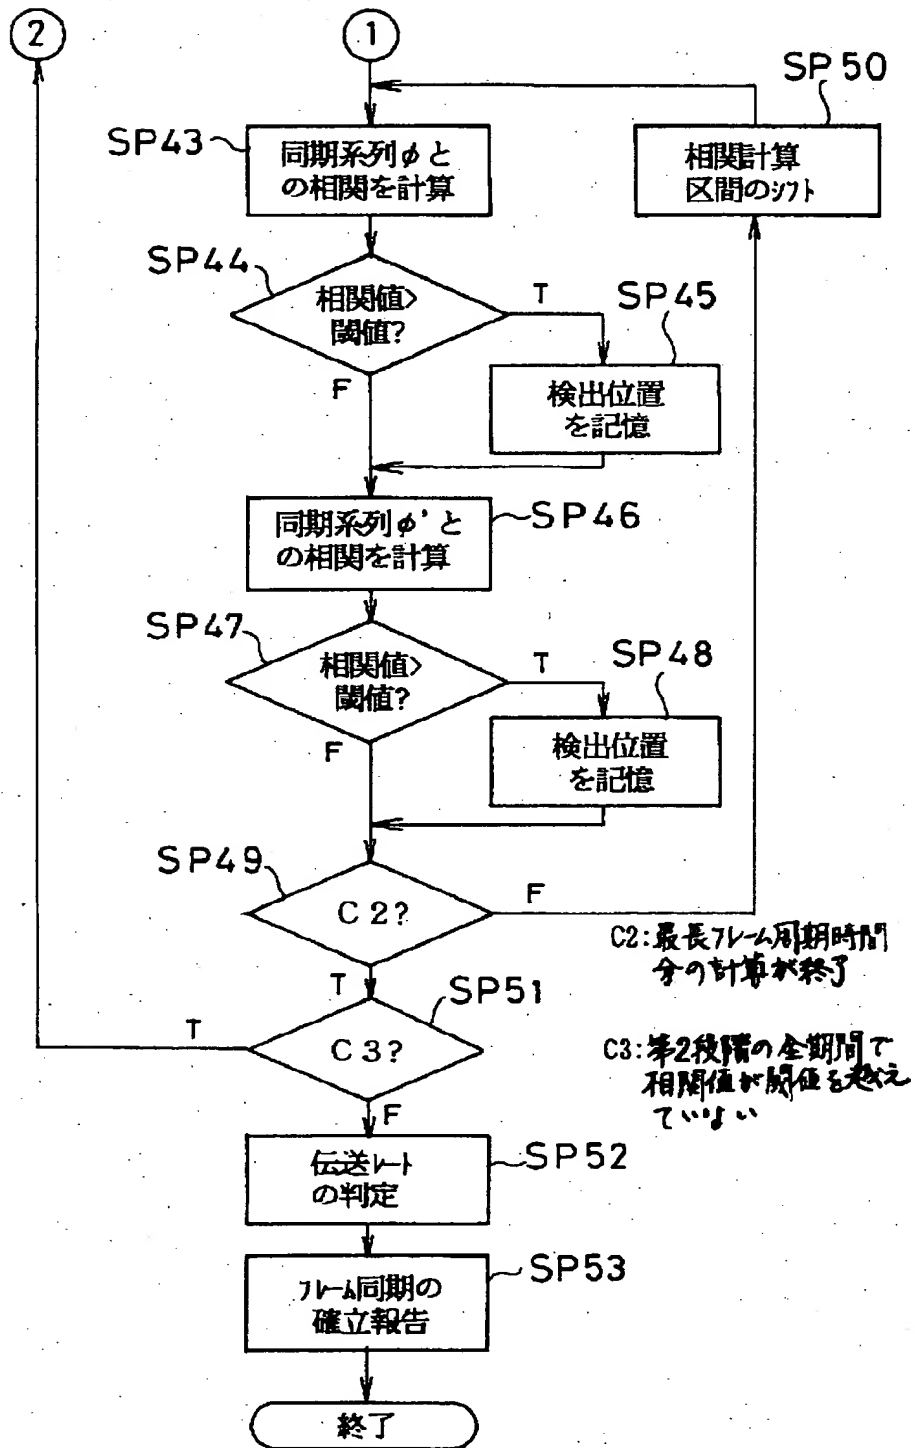 2
1
SP50
SP43
同期系列φと
の相関を計算
相関計算
区間のシフト
SP44
相関値>
閾値?
T
SP45
F
検出位置
を記憶
同期系列φ'と
の相関を計算
SP46
SP47
相関値>
閾値?
T
SP48
F
検出位置
を記憶
SP49
C2?
F
C2:最長フレーム同期時間
分の計算が終了
T
SP51
T
C3?
C3:第2段階の全期間で
相関値が閾値を越え
ていない
F
伝送レート
の判定
SP52
フレーム同期の
確立報告
SP53
終了